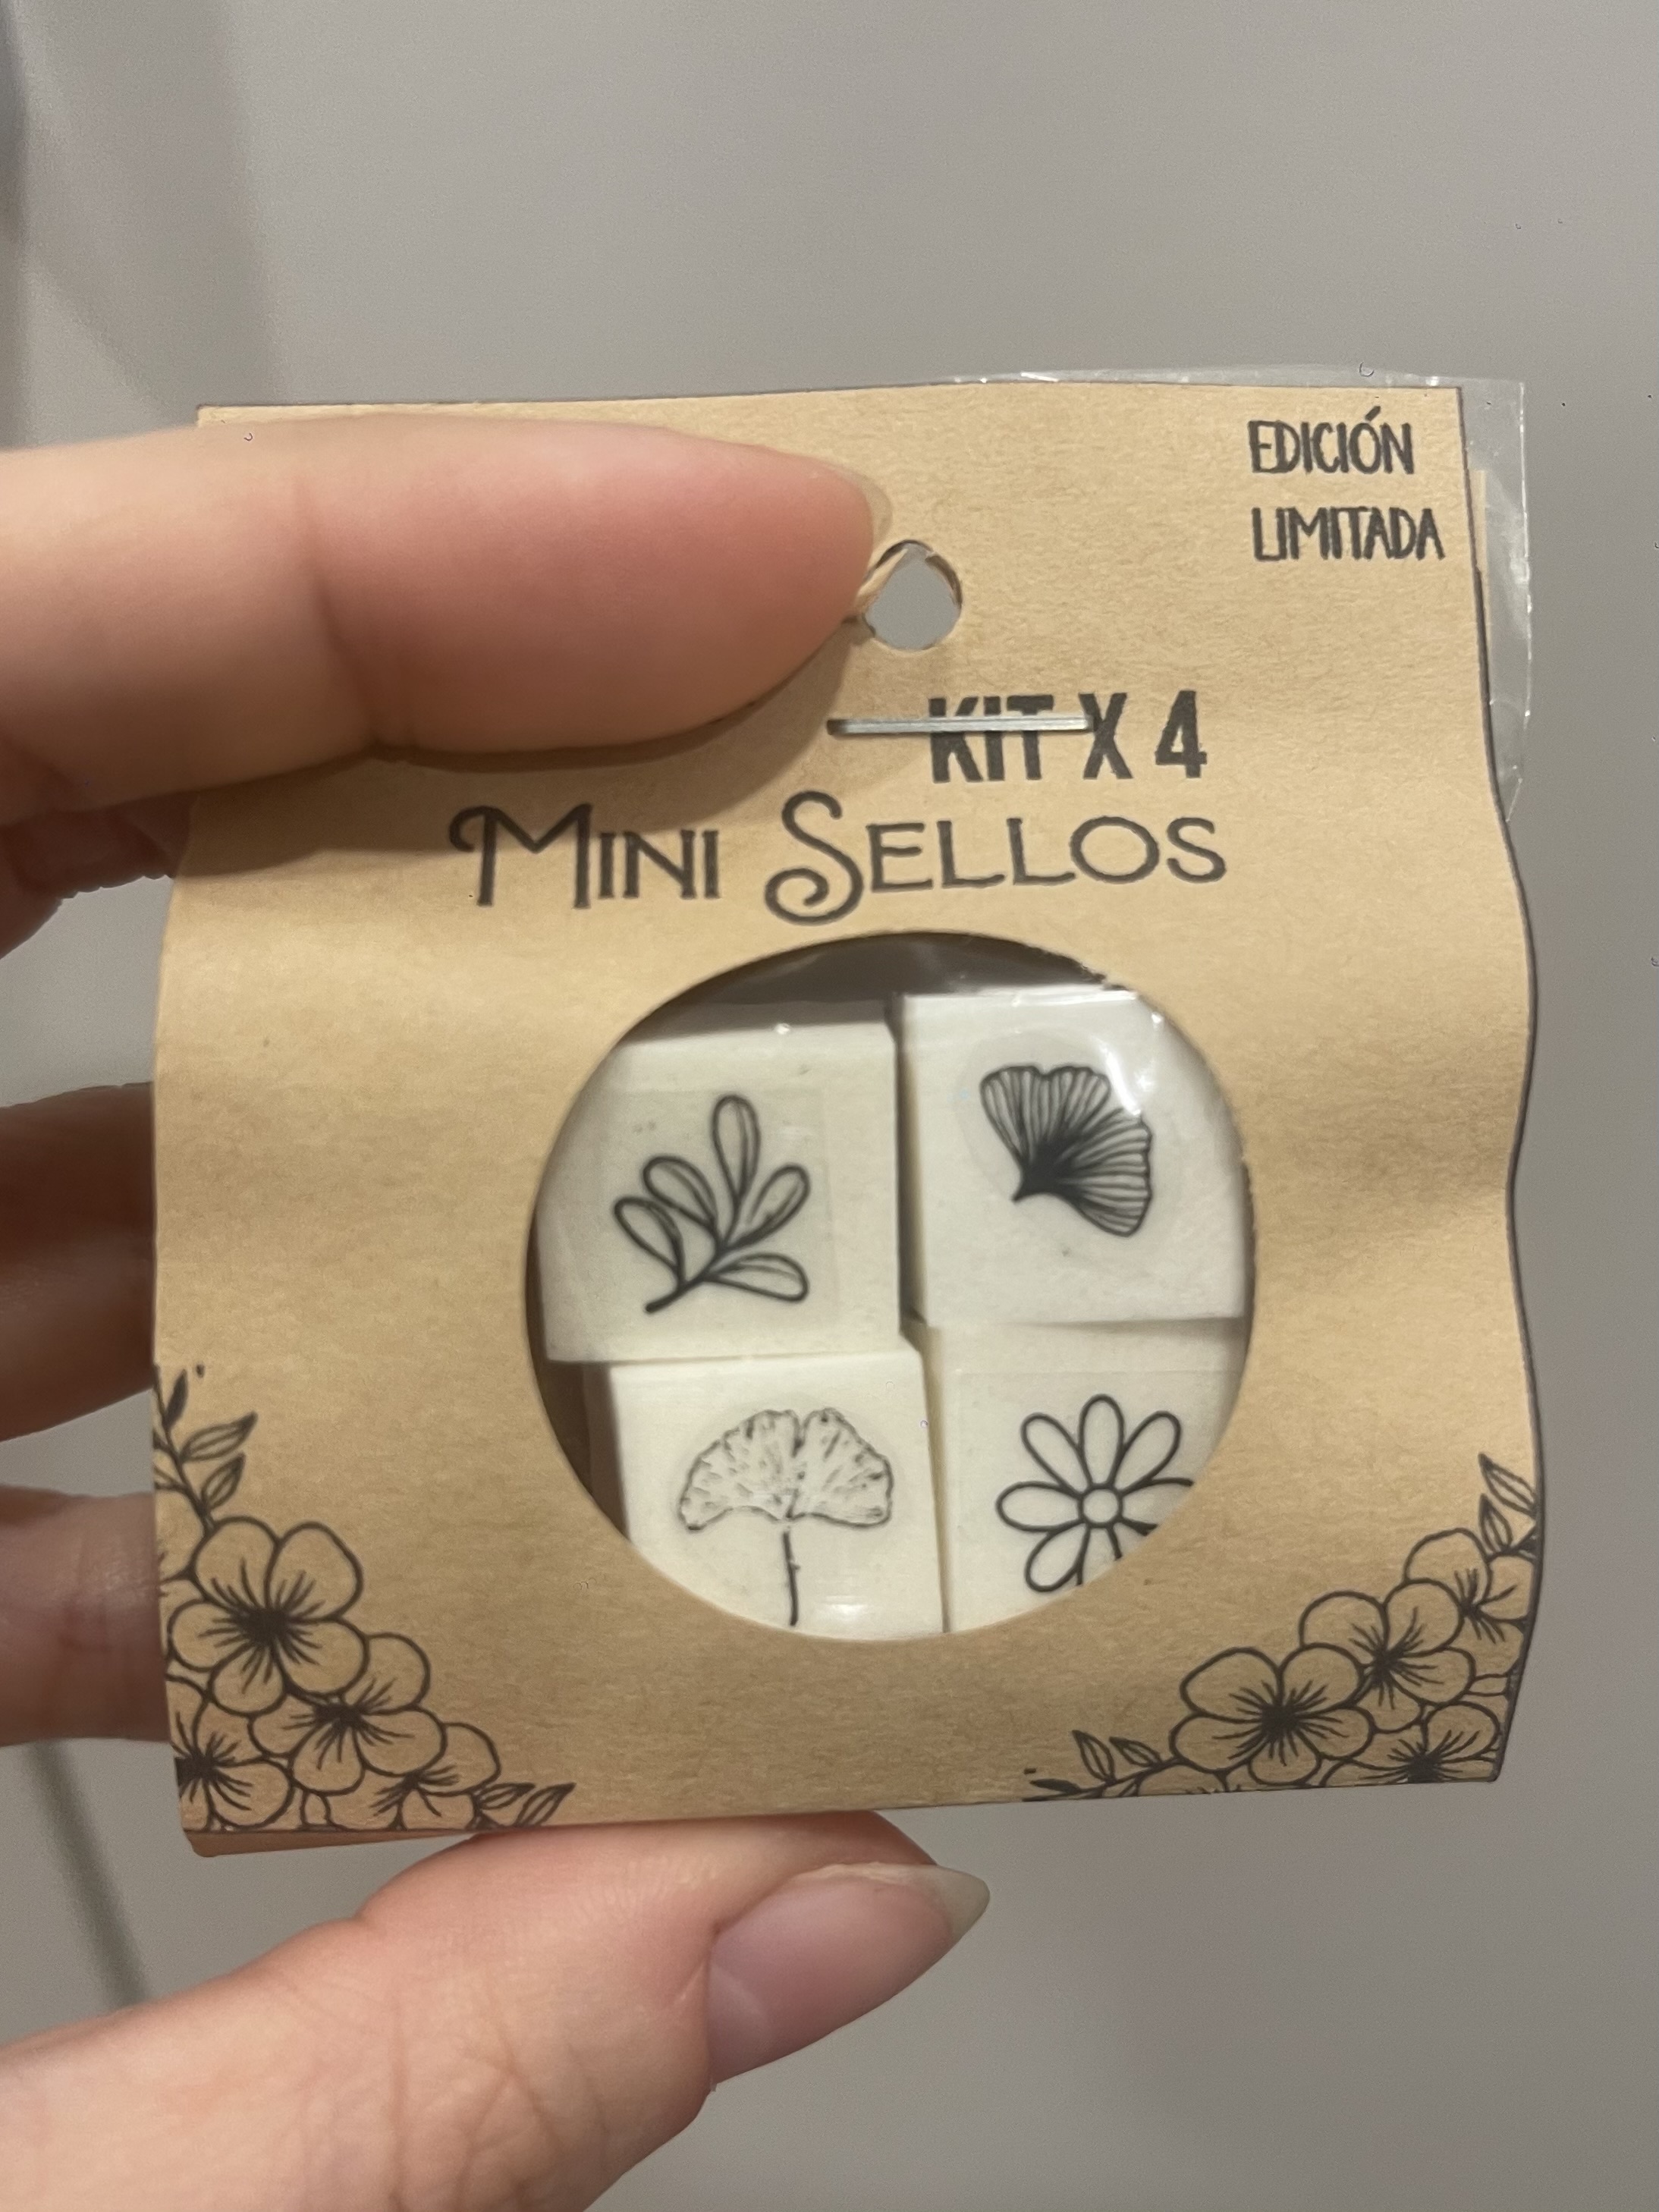 EDICIÓN
LIMITADA
KIT X 4
MINI SELLOS